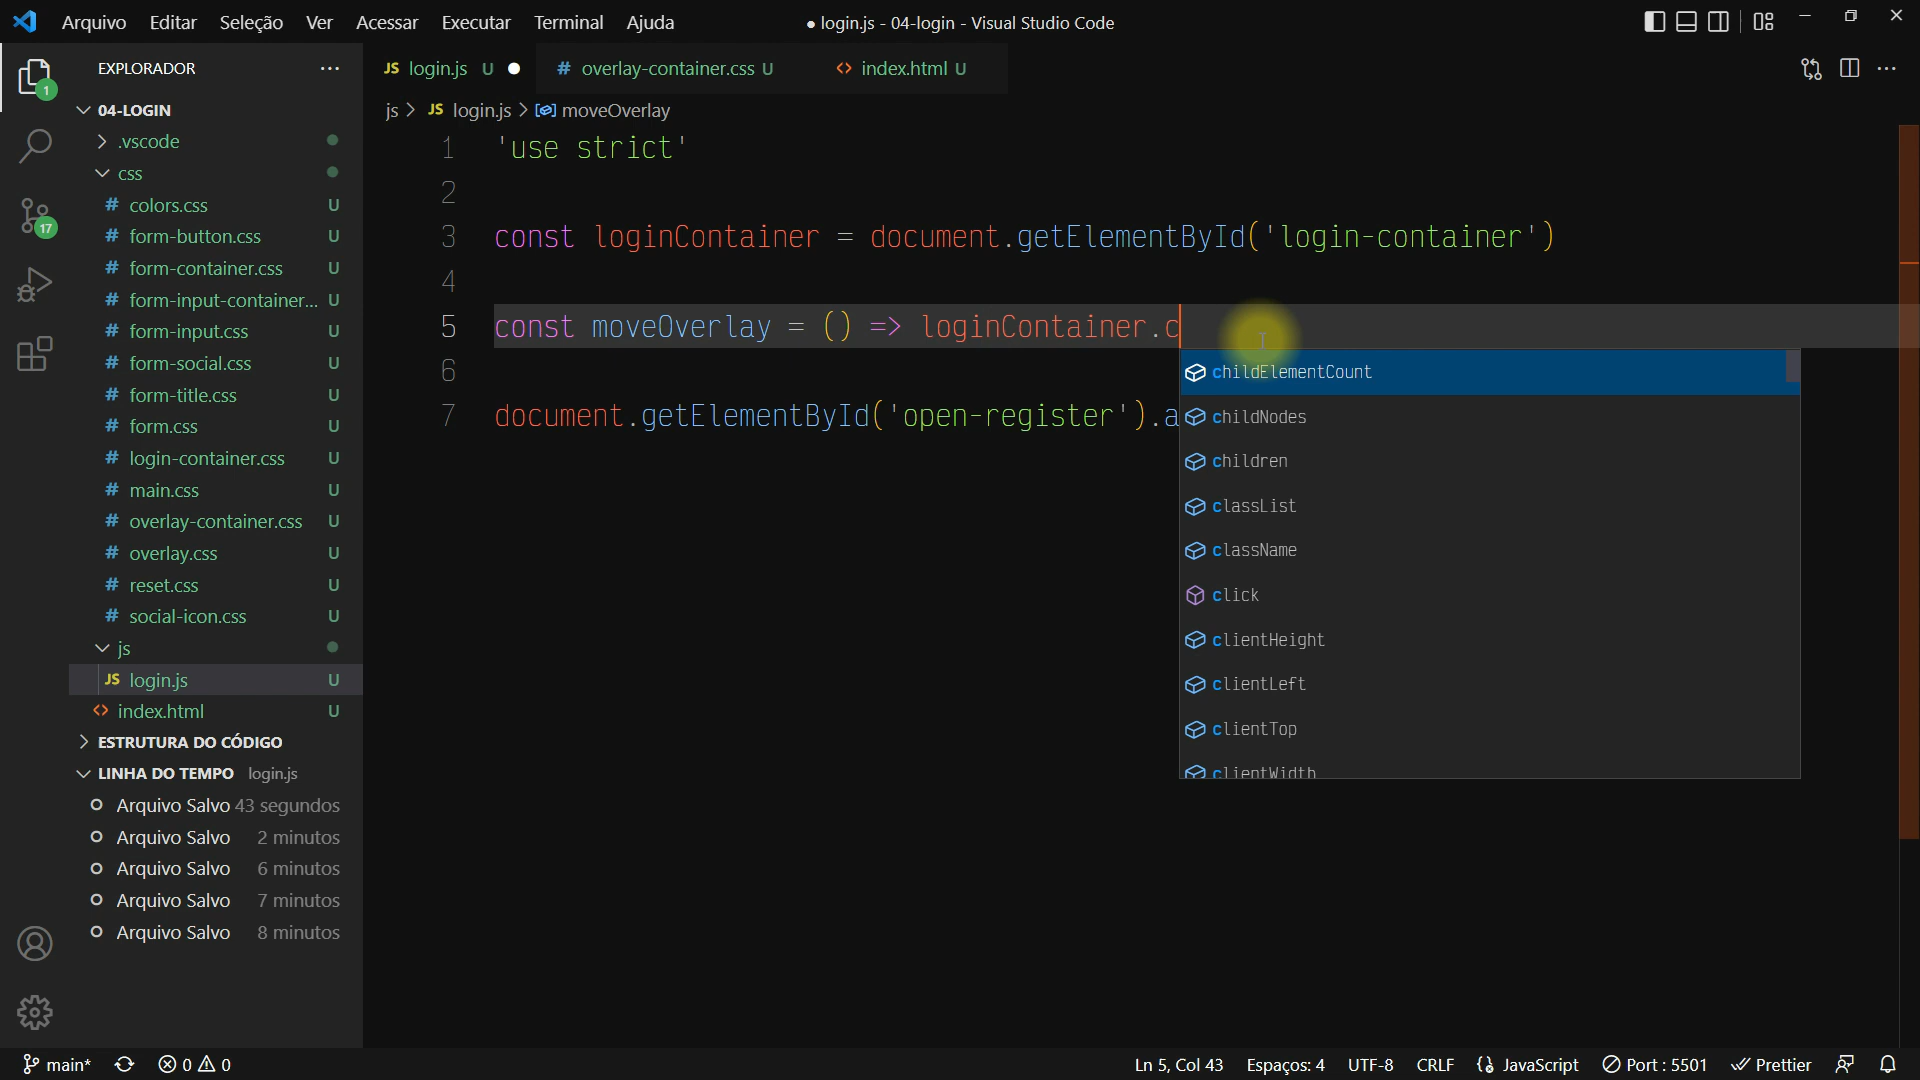 Arquivo Editar Seleção Ver Acessar Executar Terminal Ajuda ● login.js - 04-login - Visual Studio Code
EXPLORADOR ···
1
04-LOGIN
.vscode
css
# colors.css U
# form-button.css U
17
# form-container.css U
# form-input-container... U
# form-input.css U
# form-social.css U
# form-title.css U
# form.css U
# login-container.css U
# main.css U
# overlay-container.css U
# overlay.css U
# reset.css U
# social-icon.css U
js
JS login.js U
<> index.html U
ESTRUTURA DO CÓDIGO
LINHA DO TEMPO login.js
Arquivo Salvo 43 segundos
Arquivo Salvo 2 minutos
Arquivo Salvo 6 minutos
Arquivo Salvo 7 minutos
Arquivo Salvo 8 minutos
JS login.js U ● # overlay-container.css U <> index.html U
js > JS login.js > moveOverlay
1 'use strict'
2
3 const loginContainer = document.getElementById('login-container')
4
5 const moveOverlay = () => loginContainer.c
6
7 document.getElementById('open-register').a
childElementCount
childNodes
children
classList
className
click
clientHeight
clientLeft
clientTop
clientWidth
main* 0 0 Ln 5, Col 43 Espaços: 4 UTF-8 CRLF JavaScript Port : 5501 Prettier